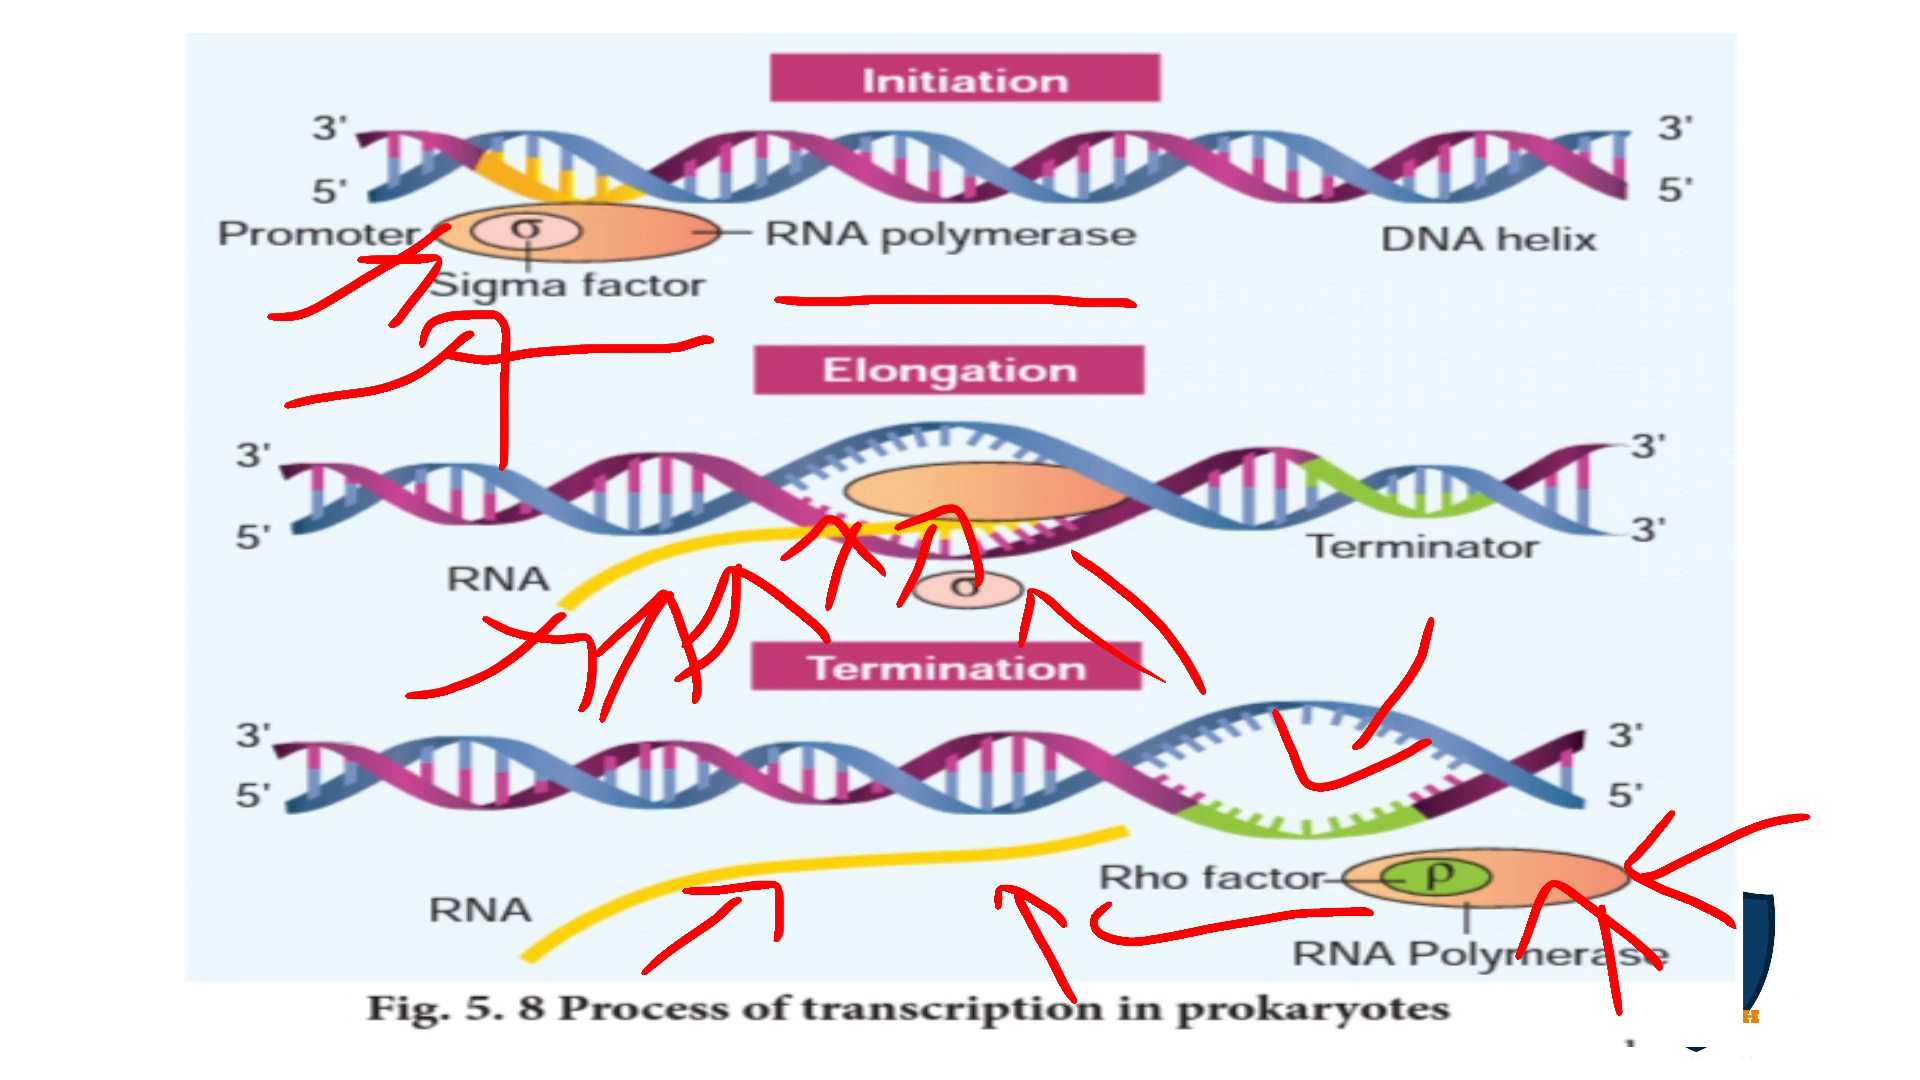 Initiation
3' 3'
5' 5'
Promoter σ RNA polymerase DNA helix
Sigma factor
Elongation
3' 3'
5' 3'
RNA Terminator
σ
Termination
3' 3'
5' 5'
Rho factor ρ
RNA
RNA Polymerase
Fig. 5. 8 Process of transcription in prokaryotes
H